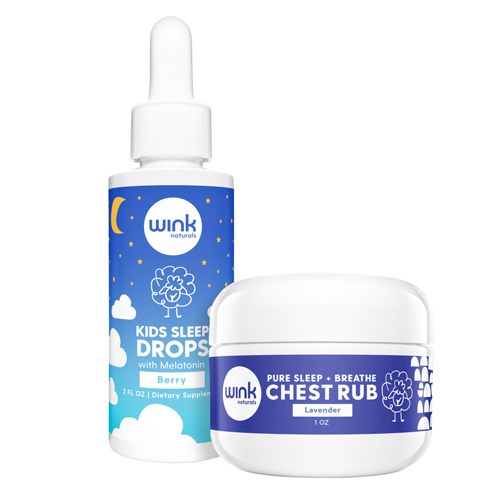 wink
naturals
KIDS SLEEP
DROPS
with Melatonin
Berry
2 FL OZ | Dietary
wink
naturals
PURE SLEEP + BREATHE
CHEST RUB
Lavender
1 OZ